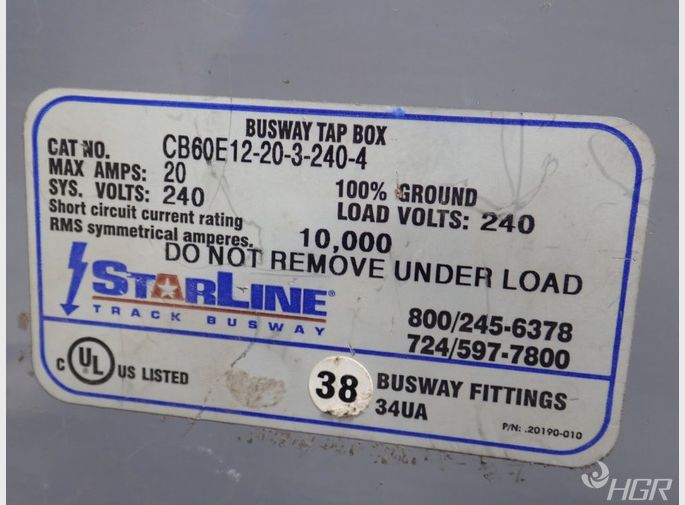 BUSWAY TAP BOX
CAT NO. CB60E12-20-3-240-4
MAX AMPS: 20
SYS. VOLTS: 240
100% GROUND
LOAD VOLTS: 240
Short circuit current rating
RMS symmetrical amperes. 10,000
DO NOT REMOVE UNDER LOAD
STARLINE®
TRACK BUSWAY
800/245-6378
724/597-7800
C UL US LISTED
38
BUSWAY FITTINGS
34UA
P/N: .20190-010
HGR